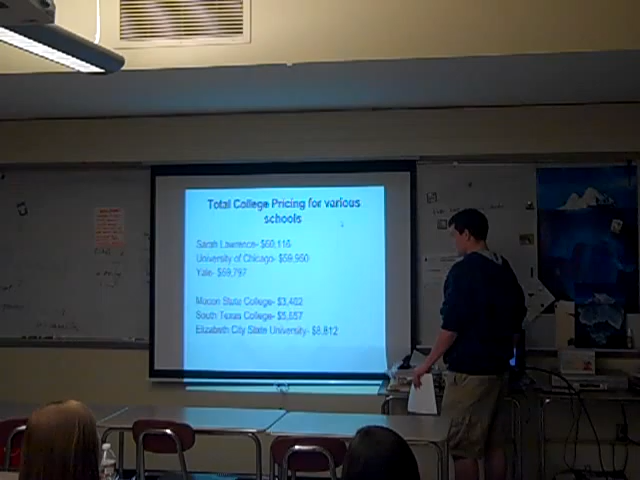 Total College Pricing for various
schools
Sarah Lawrence- $60,116
University of Chicago- $59,950
Yale- $59,797
Macon State College- $3,402
South Texas College- $5,657
Elizabeth City State University- $8,812